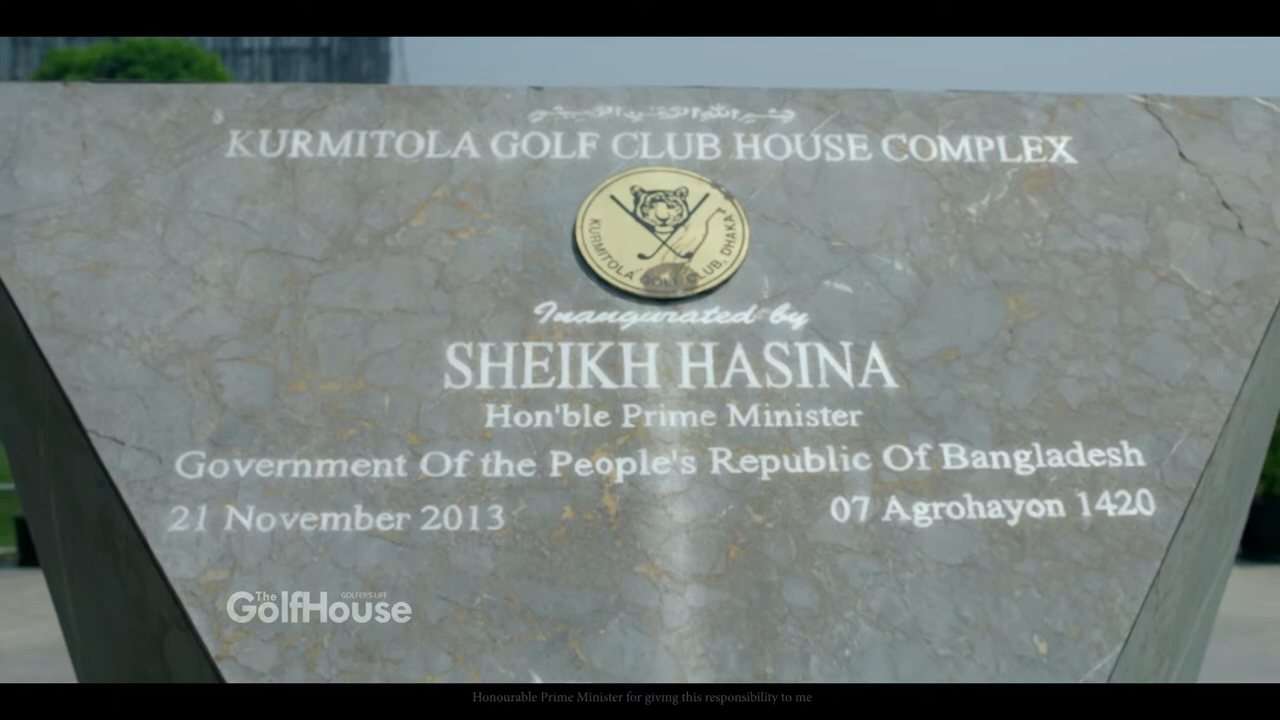 KURMITOLA GOLF CLUB HOUSE COMPLEX
KURMITOLA GOLF CLUB, DHAKA
Inaugurated by
SHEIKH HASINA
Hon'ble Prime Minister
Government Of the People's Republic Of Bangladesh
21 November 2013
07 Agrohayon 1420
The GOLFER'S LIFE
GolfHouse
Honourable Prime Minister for giving this responsibility to me